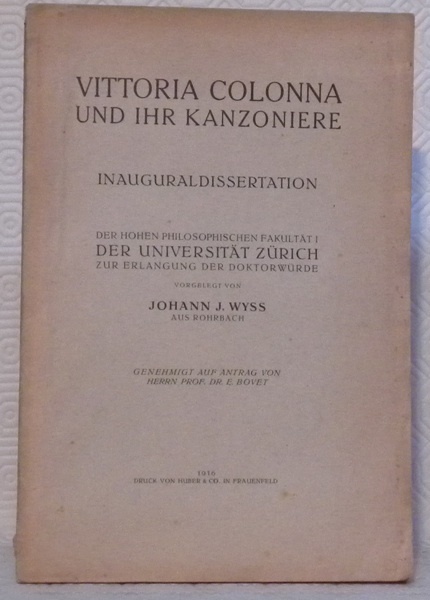 VITTORIA COLONNA
UND IHR KANZONIERE
INAUGURALDISSERTATION
DER HOHEN PHILOSOPHISCHEN FAKULTÄT I
DER UNIVERSITÄT ZÜRICH
ZUR ERLANGUNG DER DOKTORWÜRDE
VORGELEGT VON
JOHANN J. WYSS
AUS ROHRBACH
GENEHMIGT AUF ANTRAG VON
HERRN PROF. DR. E. BOVET
1916
DRUCK VON HUBER & CO. IN FRAUENFELD